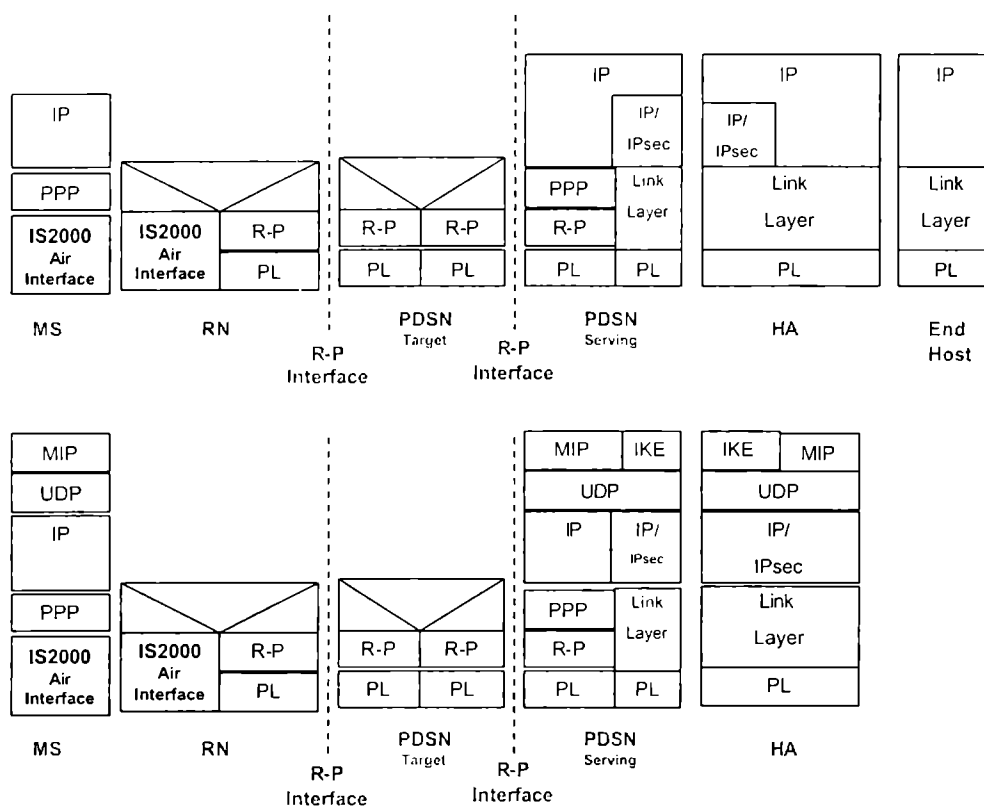 IP
IP
IP
IP
IP/
IPsec
IP/
IPsec
PPP
PPP
Link
Layer
Link
Layer
Link
Layer
IS2000
Air
Interface
IS2000
Air
Interface
R-P
PL
R-P
R-P
PL
PL
R-P
PL
PL
PL
PL
MS
RN
PDSN
Target
PDSN
Serving
HA
End
Host
R-P
Interface
R-P
Interface
MIP
MIP
IKE
IKE
MIP
UDP
UDP
UDP
IP
IP
IP/
IPsec
IP/
IPsec
PPP
PPP
Link
Layer
Link
Layer
IS2000
Air
Interface
IS2000
Air
Interface
R-P
PL
R-P
R-P
PL
PL
R-P
PL
PL
PL
MS
RN
PDSN
Target
PDSN
Serving
HA
R-P
Interface
R-P
Interface